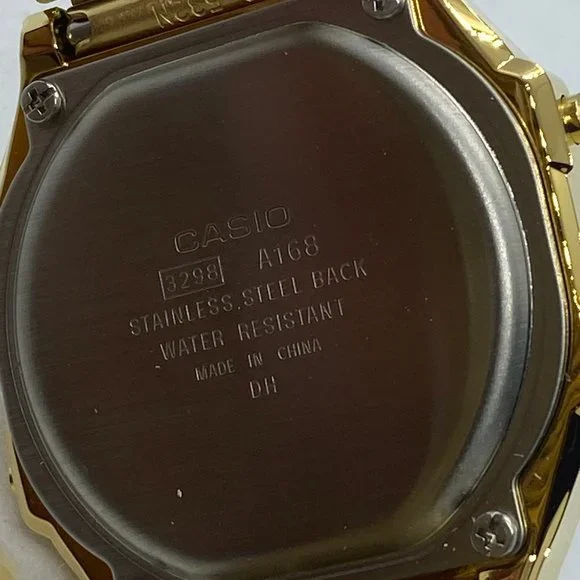 CASIO
3298 A168
STAINLESS.STEEL BACK
WATER RESISTANT
MADE IN CHINA
DH